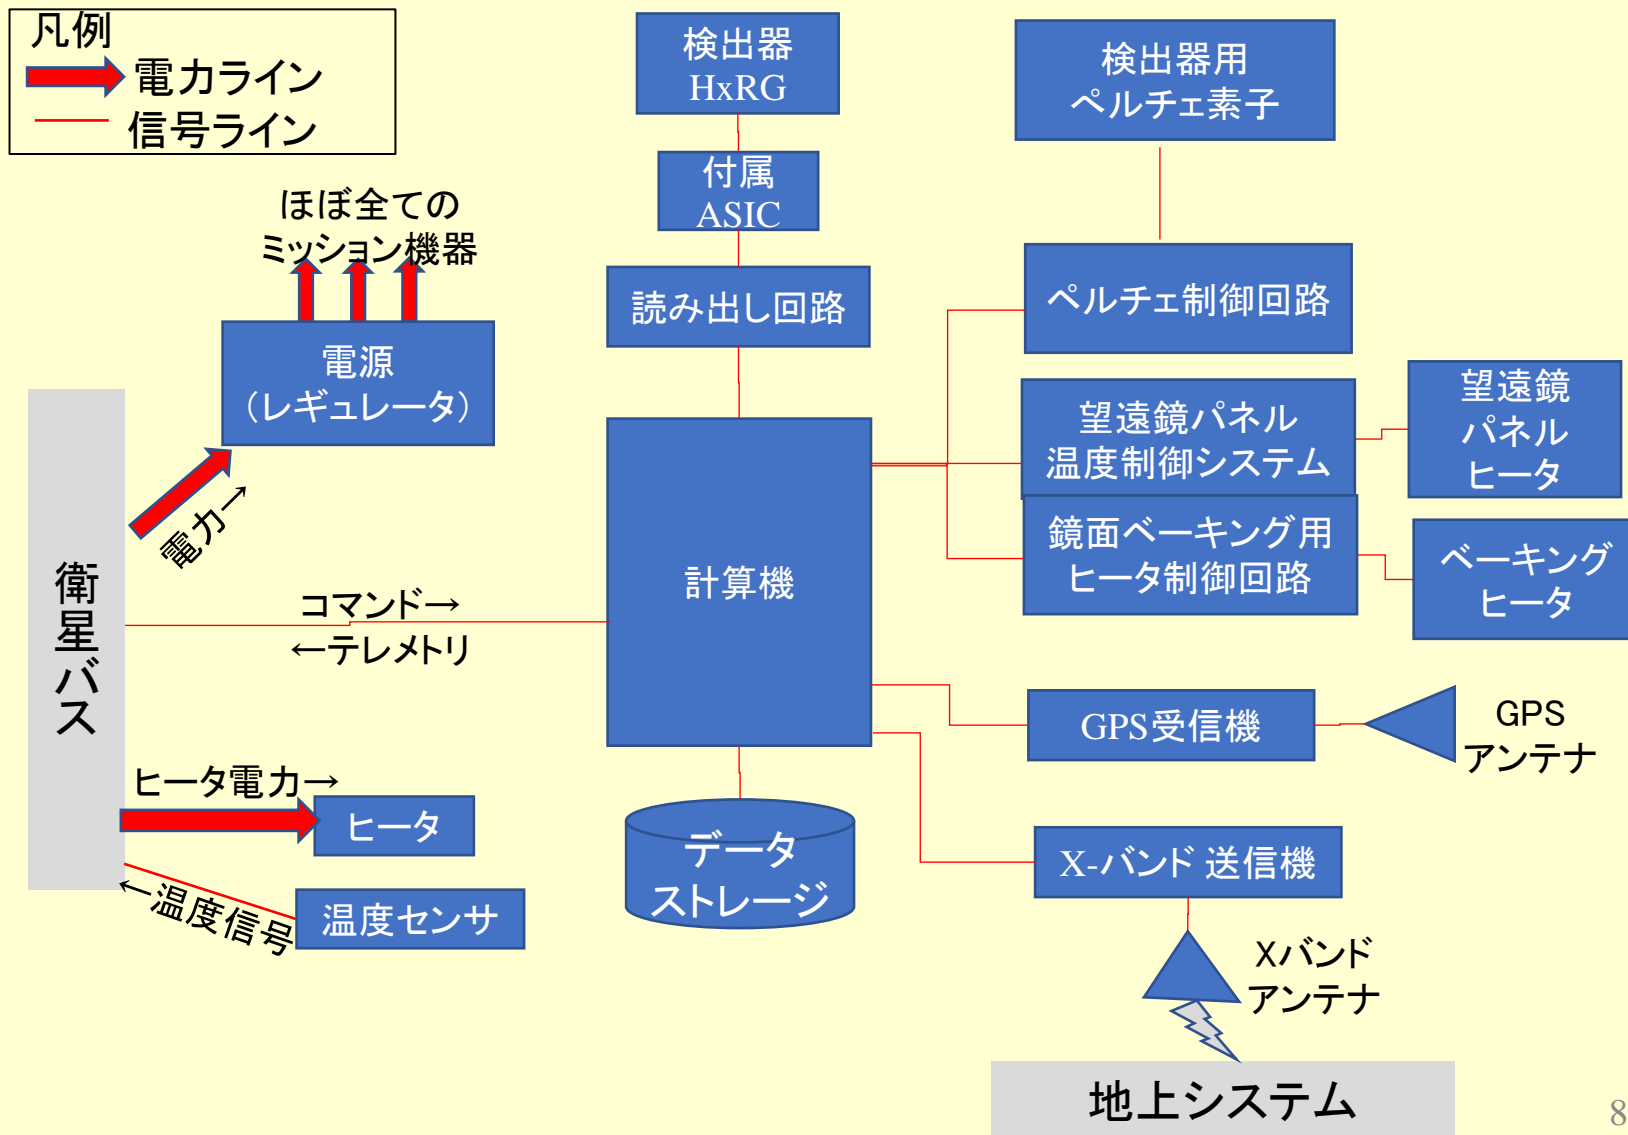 凡例
電力ライン
信号ライン
検出器
HxRG
検出器用
ペルチェ素子
付属
ASIC
ほぼ全ての
ミッション機器
読み出し回路
ペルチェ制御回路
電源
（レギュレータ）
望遠鏡パネル
温度制御システム
望遠鏡
パネル
ヒータ
電力→
鏡面ベーキング用
ヒータ制御回路
ベーキング
ヒータ
衛星バス
計算機
コマンド→
←テレメトリ
GPS受信機
GPS
アンテナ
ヒータ電力→
ヒータ
データ
ストレージ
X-バンド 送信機
←温度信号
温度センサ
Xバンド
アンテナ
地上システム
8